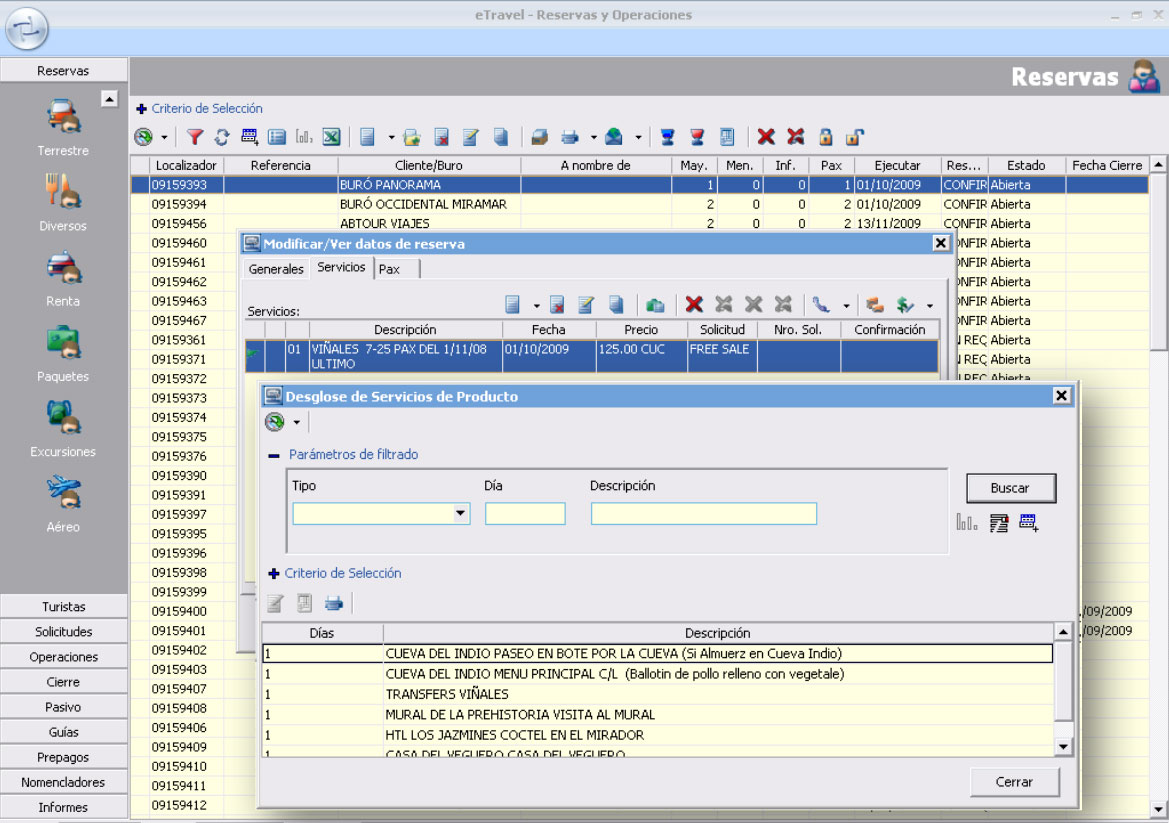 eTravel - Reservas y Operaciones
Reservas
Reservas
Terrestre
Diversos
Renta
Paquetes
Excursiones
Aéreo
Turistas
Solicitudes
Operaciones
Cierre
Pasivo
Guías
Prepagos
Nomencladores
Informes
Criterio de Selección
Localizador Referencia Cliente/Buro A nombre de May. Men. Inf. Pax Ejecutar Res... Estado Fecha Cierre
09159393 BURÓ PANORAMA 1 0 0 1 01/10/2009 CONFIR Abierta
09159394 BURÓ OCCIDENTAL MIRAMAR 2 0 0 2 01/10/2009 CONFIR Abierta
09159456 ABTOUR VIAJES 2 0 0 2 13/11/2009 CONFIR Abierta
09159460 ONFIR Abierta
09159461 ONFIR Abierta
09159462 ONFIR Abierta
09159463 ONFIR Abierta
09159467 ONFIR Abierta
09159361 N REQ Abierta
09159371 N REQ Abierta
09159372 N REQ Abierta
09159373
09159374
09159375
09159376
09159390
09159391
09159397
09159395
09159396
09159398
09159399
09159400 /09/2009
09159401 /09/2009
09159402
09159403
09159407
09159408
09159406
09159409
09159410
09159411
09159412
Modificar/Ver datos de reserva
Generales Servicios Pax
Servicios:
Descripción Fecha Precio Solicitud Nro. Sol. Confirmación
01 VIÑALES 7-25 PAX DEL 1/11/08 01/10/2009 125.00 CUC FREE SALE
ULTIMO
Desglose de Servicios de Producto
Parámetros de filtrado
Tipo Día Descripción
Buscar
Criterio de Selección
Días Descripción
1 CUEVA DEL INDIO PASEO EN BOTE POR LA CUEVA (Si Almuerz en Cueva Indio)
1 CUEVA DEL INDIO MENU PRINCIPAL C/L (Ballotin de pollo relleno con vegetale)
1 TRANSFERS VIÑALES
1 MURAL DE LA PREHISTORIA VISITA AL MURAL
1 HTL LOS JAZMINES COCTEL EN EL MIRADOR
1 CASA DEL VEGUERO CASA DEL VEGUERO
Cerrar